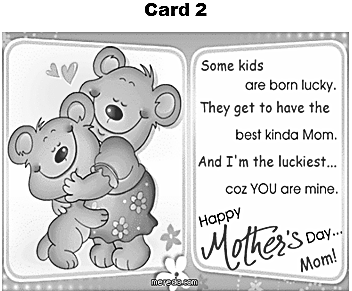 Card 2
Some kids
are born lucky.
They get to have the
best kinda Mom.
And I'm the luckiest...
coz YOU are mine.
Happy
Mother's Day...
Mom!
meredo.com